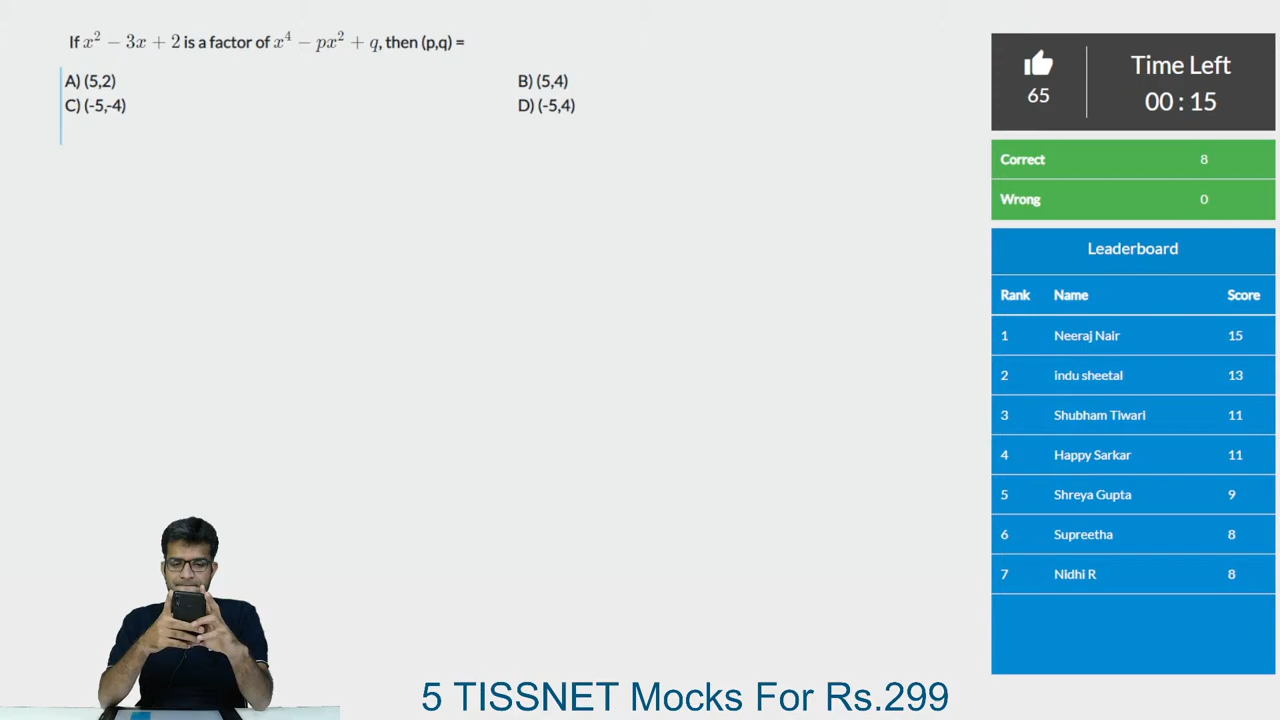 If x² − 3x + 2 is a factor of x⁴ − px² + q, then (p,q) =
A) (5,2) B) (5,4)
C) (-5,-4) D) (-5,4)
65
Time Left
00 : 15
Correct 8
Wrong 0
Leaderboard
Rank Name Score
1 Neeraj Nair 15
2 indu sheetal 13
3 Shubham Tiwari 11
4 Happy Sarkar 11
5 Shreya Gupta 9
6 Supreetha 8
7 Nidhi R 8
5 TISSNET Mocks For Rs.299